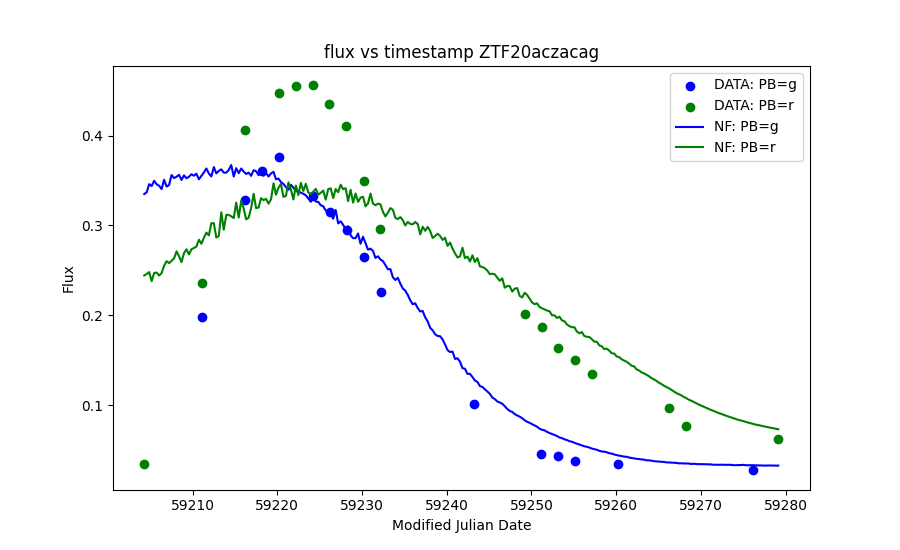 flux vs timestamp ZTF20aczacag
DATA: PB=g
DATA: PB=r
NF: PB=g
NF: PB=r
0.4
0.3
0.2
0.1
Flux
59210 59220 59230 59240 59250 59260 59270 59280
Modified Julian Date